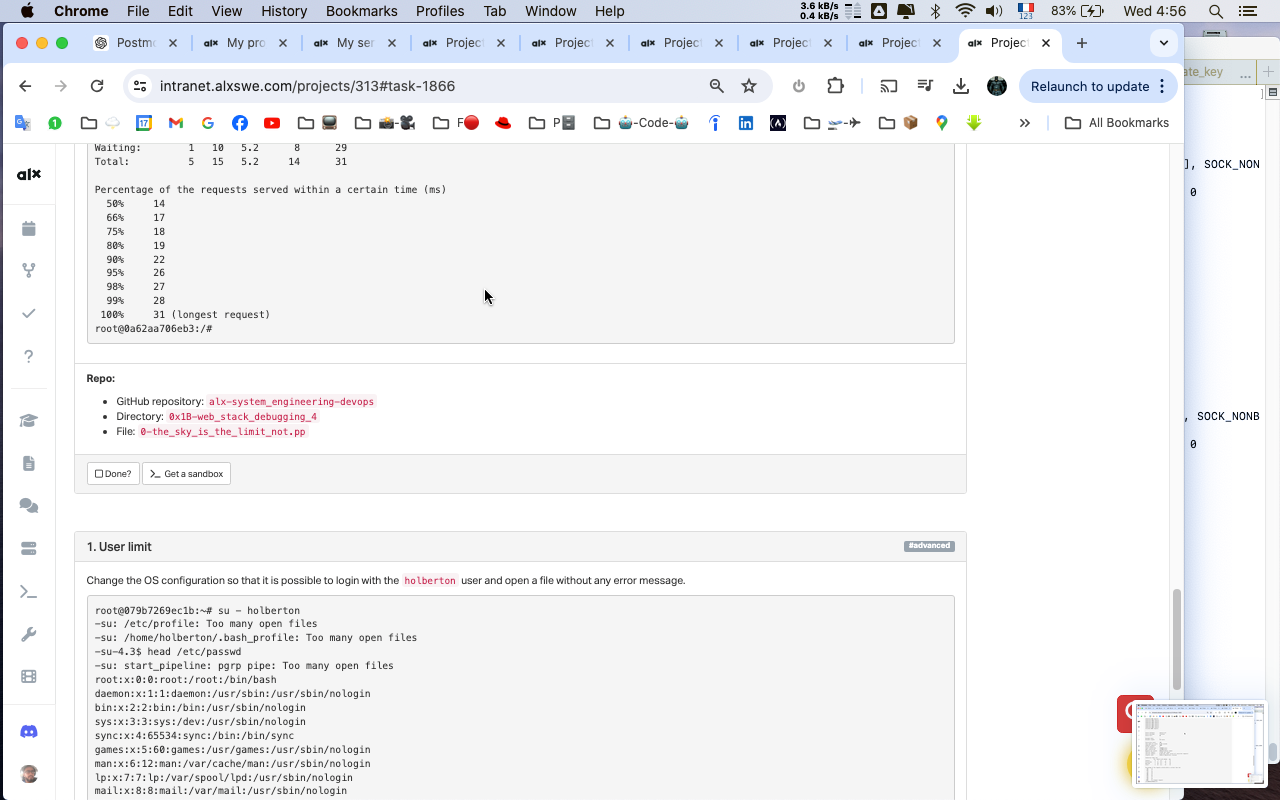 Chrome File Edit View History Bookmarks Profiles Tab Window Help 3.6 kB/s 0.4 kB/s 123 83% Wed 4:56
Postm My pro My ser Project Project Project Project Project Project
intranet.alxswe.com/projects/313#task-1866 Relaunch to update
17 F P -Code- All Bookmarks
ate_key ...
alx
Waiting: 1 10 5.2 8 29
Total: 5 15 5.2 14 31
], SOCK_NON
Percentage of the requests served within a certain time (ms)
0
50% 14
66% 17
75% 18
80% 19
90% 22
95% 26
98% 27
99% 28
100% 31 (longest request)
root@0a62aa706eb3:/#
Repo:
GitHub repository: alx-system_engineering-devops
Directory: 0x1B-web_stack_debugging_4
, SOCK_NONB
File: 0-the_sky_is_the_limit_not.pp
0
Done? Get a sandbox
1. User limit #advanced
Change the OS configuration so that it is possible to login with the holberton user and open a file without any error message.
root@079b7269ec1b:~# su - holberton
-su: /etc/profile: Too many open files
-su: /home/holberton/.bash_profile: Too many open files
-su-4.3$ head /etc/passwd
-su: start_pipeline: pgrp pipe: Too many open files
root:x:0:0:root:/root:/bin/bash
daemon:x:1:1:daemon:/usr/sbin:/usr/sbin/nologin
bin:x:2:2:bin:/bin:/usr/sbin/nologin
sys:x:3:3:sys:/dev:/usr/sbin/nologin
sync:x:4:65534:sync:/bin:/bin/sync
games:x:5:60:games:/usr/games:/usr/sbin/nologin
man:x:6:12:man:/var/cache/man:/usr/sbin/nologin
lp:x:7:7:lp:/var/spool/lpd:/usr/sbin/nologin
mail:x:8:8:mail:/var/mail:/usr/sbin/nologin